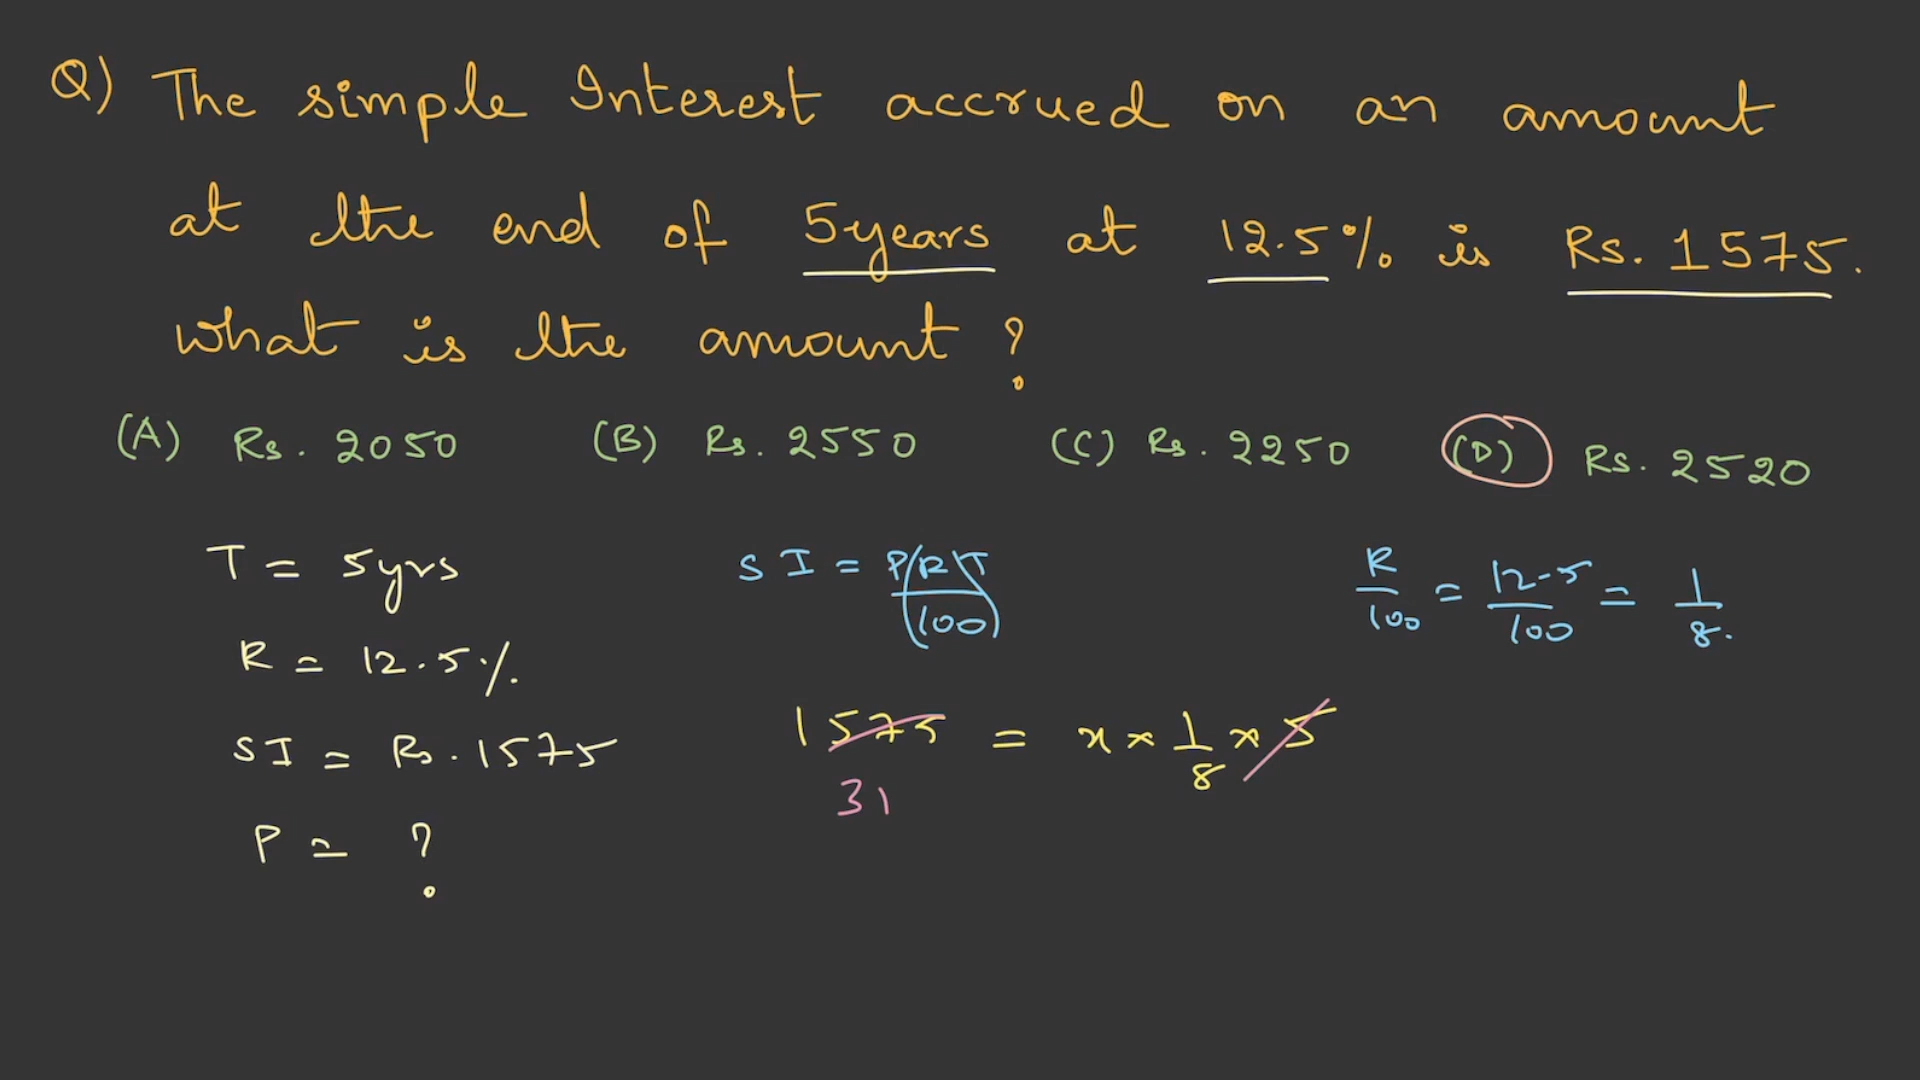 Q) The simple Interest accrued on an amount
at the end of 5years at 12.5% is Rs. 1575.
what is the amount ?
(A) Rs. 2050 (B) Rs. 2550 (C) Rs. 2250 (D) Rs. 2520
T = 5yrs
SI = PRT/100
R/100 = 12.5/100 = 1/8.
R = 12.5%.
1575 = x × 1/8 × 5
SI = Rs. 1575
31
P = ?